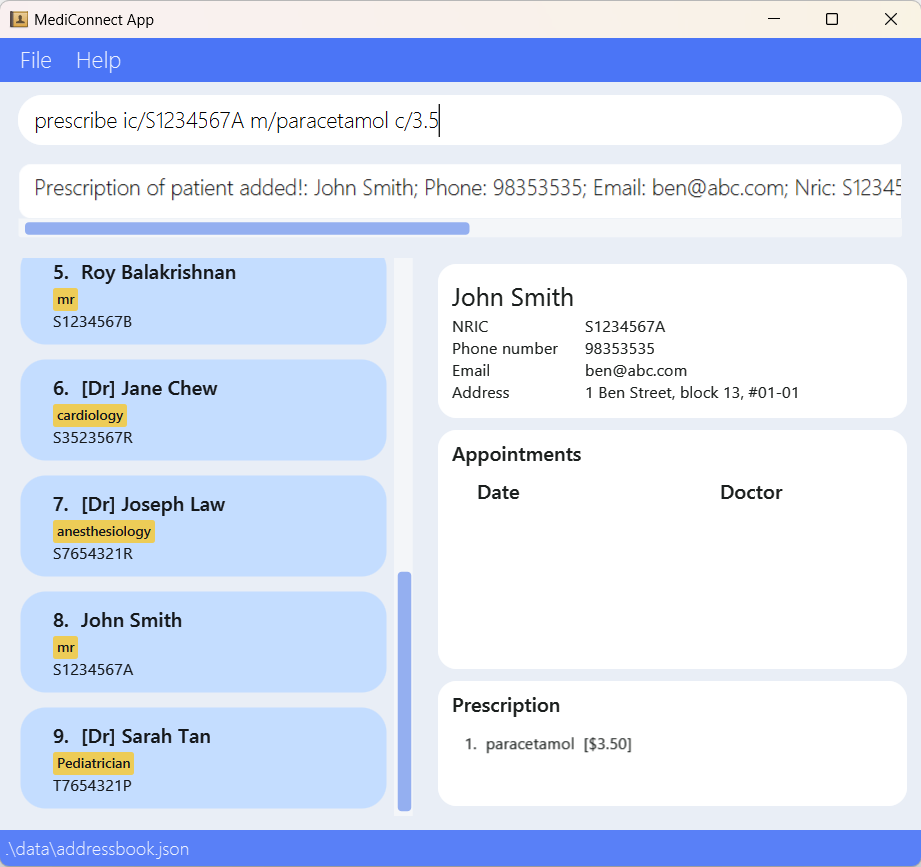 MediConnect App
File Help
prescribe ic/S1234567A m/paracetamol c/3.5
Prescription of patient added!: John Smith; Phone: 98353535; Email: ben@abc.com; Nric: S12345
5. Roy Balakrishnan
mr
S1234567B
6. [Dr] Jane Chew
cardiology
S3523567R
7. [Dr] Joseph Law
anesthesiology
S7654321R
8. John Smith
mr
S1234567A
9. [Dr] Sarah Tan
Pediatrician
T7654321P
John Smith
NRIC S1234567A
Phone number 98353535
Email ben@abc.com
Address 1 Ben Street, block 13, #01-01
Appointments
Date Doctor
Prescription
1. paracetamol [$3.50]
.\data\addressbook.json